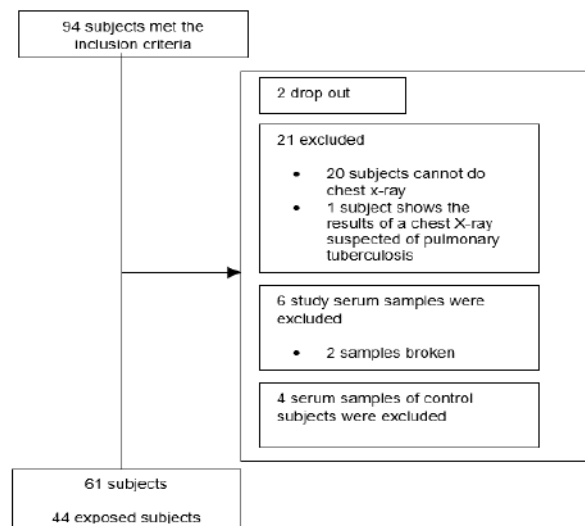 94 subjects met the
inclusion criteria
2 drop out
21 excluded
• 20 subjects cannot do
chest x-ray
• 1 subject shows the
results of a chest X-ray
suspected of pulmonary
tuberculosis
6 study serum samples were
excluded
• 2 samples broken
4 serum samples of control
subjects were excluded
61 subjects
44 exposed subjects